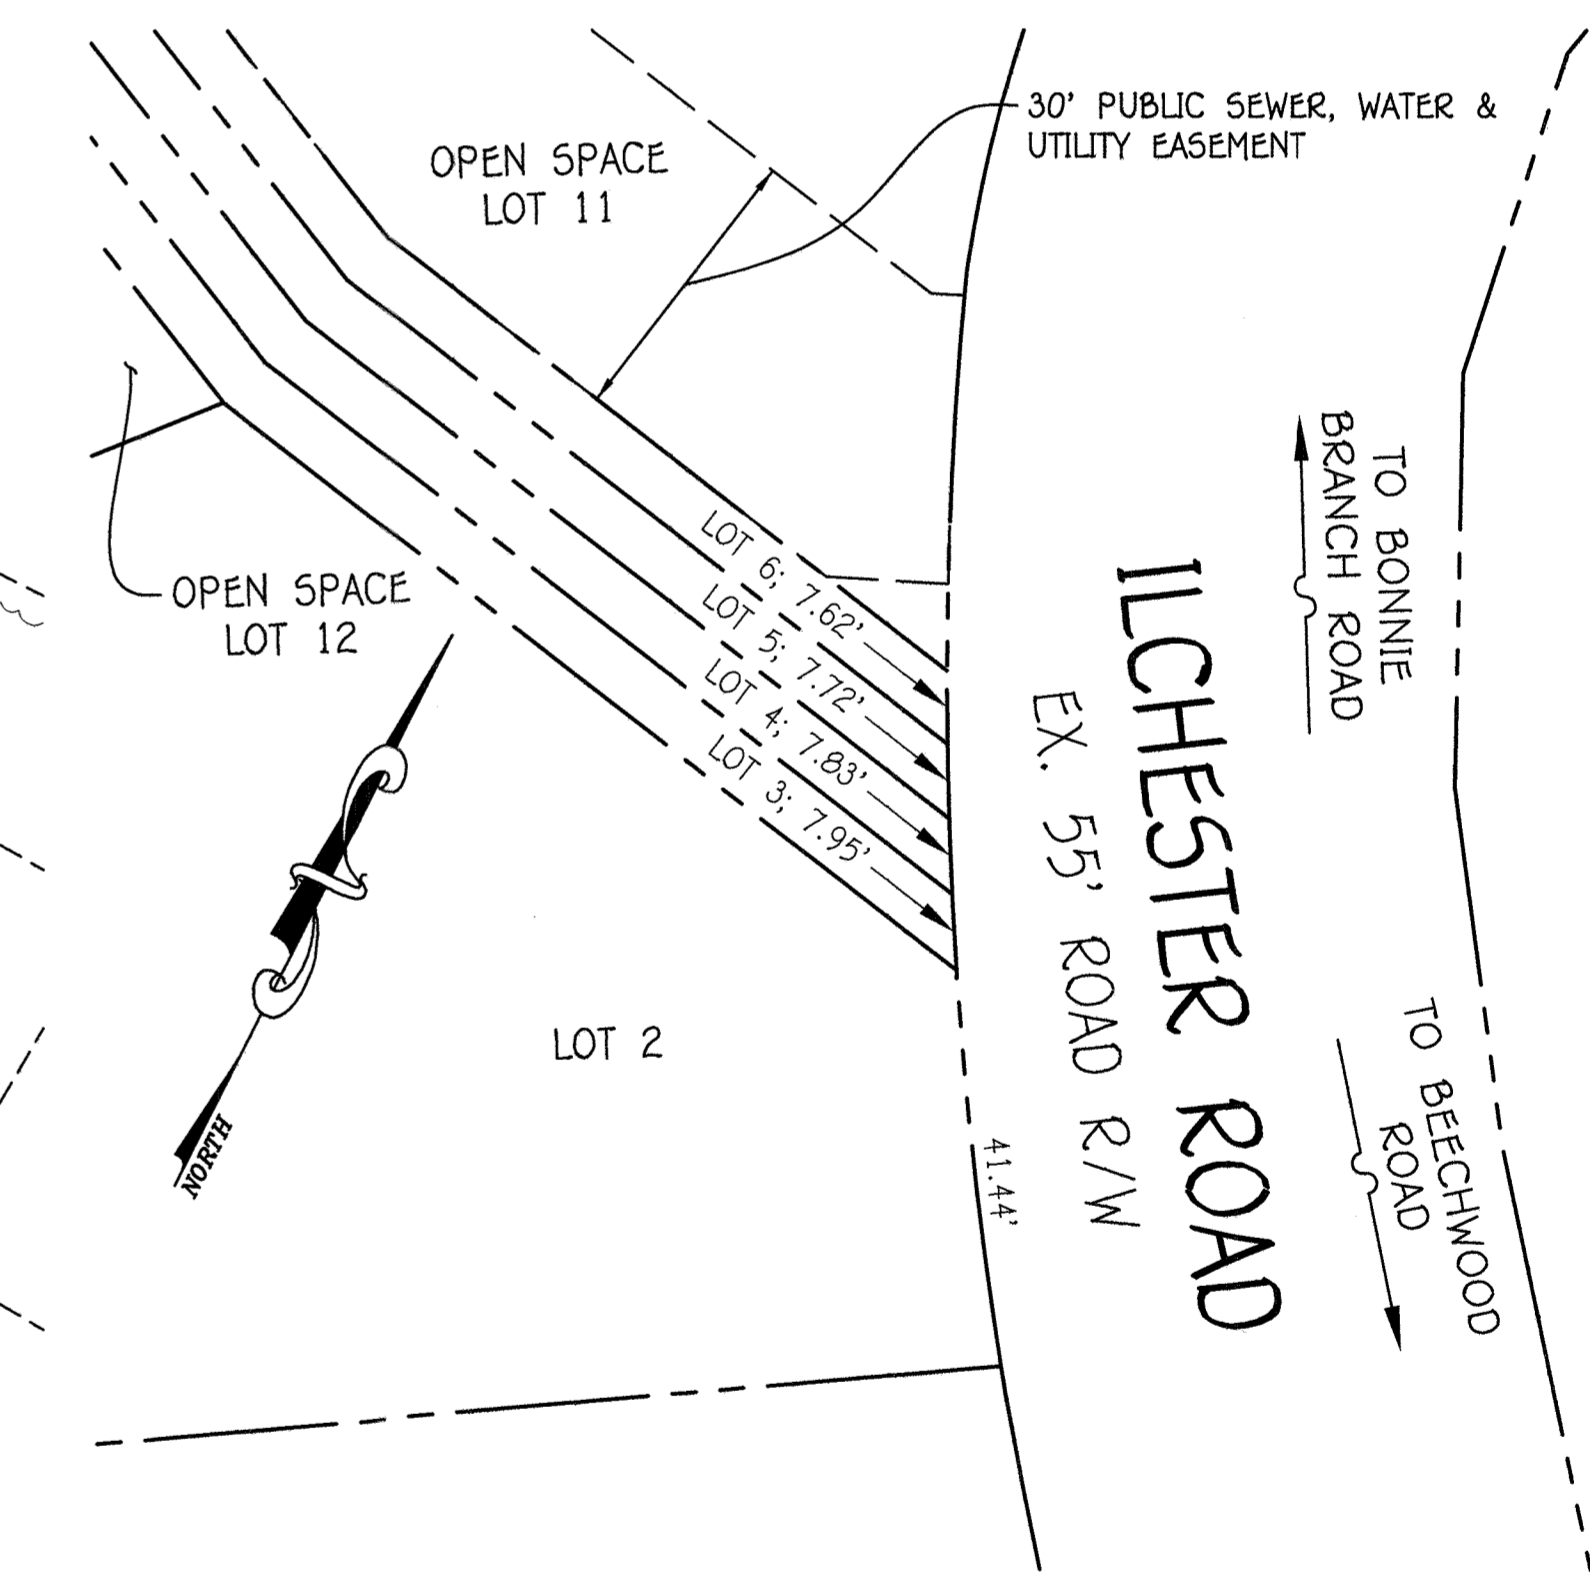 30' PUBLIC SEWER, WATER &
UTILITY EASEMENT
OPEN SPACE
LOT 11
TO BONNIE
BRANCH ROAD
LOT 6; 7.62'
LOT 5; 7.72'
LOT 4; 7.83'
LOT 3; 7.95'
OPEN SPACE
LOT 12
ILCHESTER ROAD
EX. 55' ROAD R/W
TO BEECHWOOD
ROAD
LOT 2
41.44'
NORTH